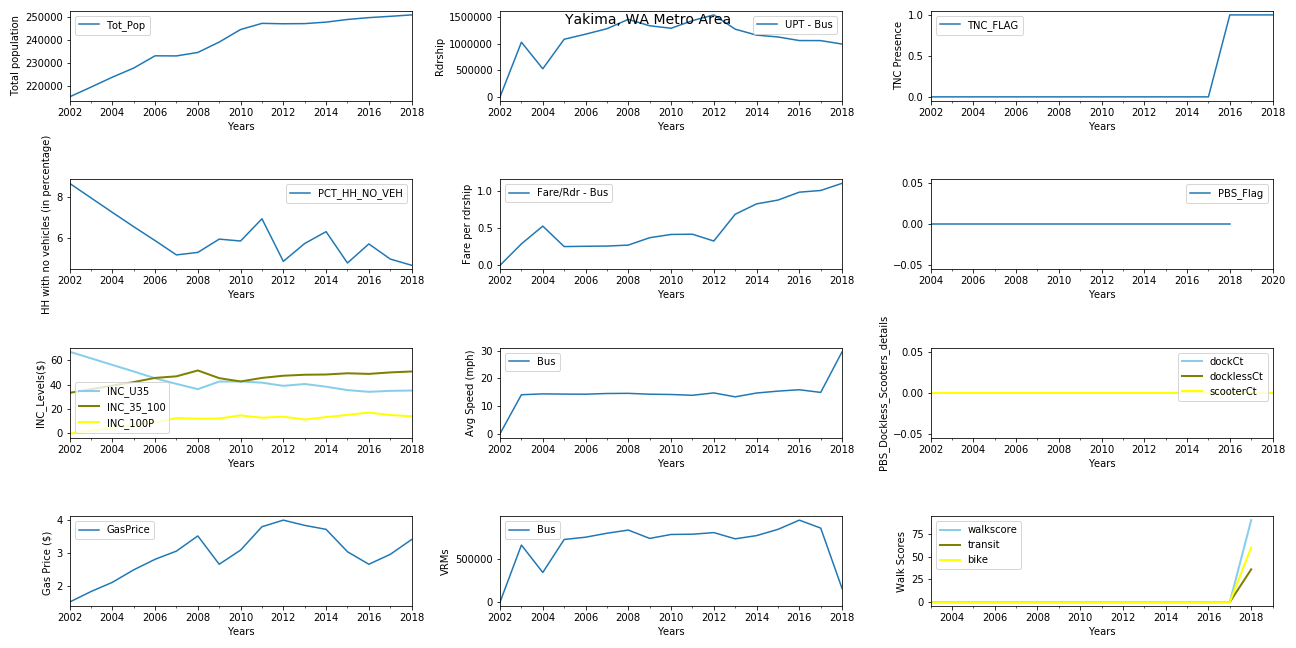 Yakima, WA Metro Area
Total population
250000
240000
230000
220000
Tot_Pop
2002 2004 2006 2008 2010 2012 2014 2016 2018
Years
Rdrship
1500000
1000000
500000
0
UPT - Bus
2002 2004 2006 2008 2010 2012 2014 2016 2018
Years
TNC Presence
1.0
0.5
0.0
TNC_FLAG
2002 2004 2006 2008 2010 2012 2014 2016 2018
Years
HH with no vehicles (in percentage)
8
6
PCT_HH_NO_VEH
2002 2004 2006 2008 2010 2012 2014 2016 2018
Years
Fare per rdrship
1.0
0.5
0.0
Fare/Rdr - Bus
2002 2004 2006 2008 2010 2012 2014 2016 2018
Years
0.05
0.00
−0.05
PBS_Flag
2004 2006 2008 2010 2012 2014 2016 2018 2020
Years
INC_Levels($)
60
40
20
0
INC_U35
INC_35_100
INC_100P
2002 2004 2006 2008 2010 2012 2014 2016 2018
Years
Avg Speed (mph)
30
20
10
0
Bus
2002 2004 2006 2008 2010 2012 2014 2016 2018
Years
PBS_Dockless_Scooters_details
0.05
0.00
−0.05
dockCt
docklessCt
scooterCt
2002 2004 2006 2008 2010 2012 2014 2016 2018
Years
Gas Price ($)
4
3
2
GasPrice
2002 2004 2006 2008 2010 2012 2014 2016 2018
Years
VRMs
500000
0
Bus
2002 2004 2006 2008 2010 2012 2014 2016 2018
Years
Walk Scores
75
50
25
0
walkscore
transit
bike
2004 2006 2008 2010 2012 2014 2016 2018
Years